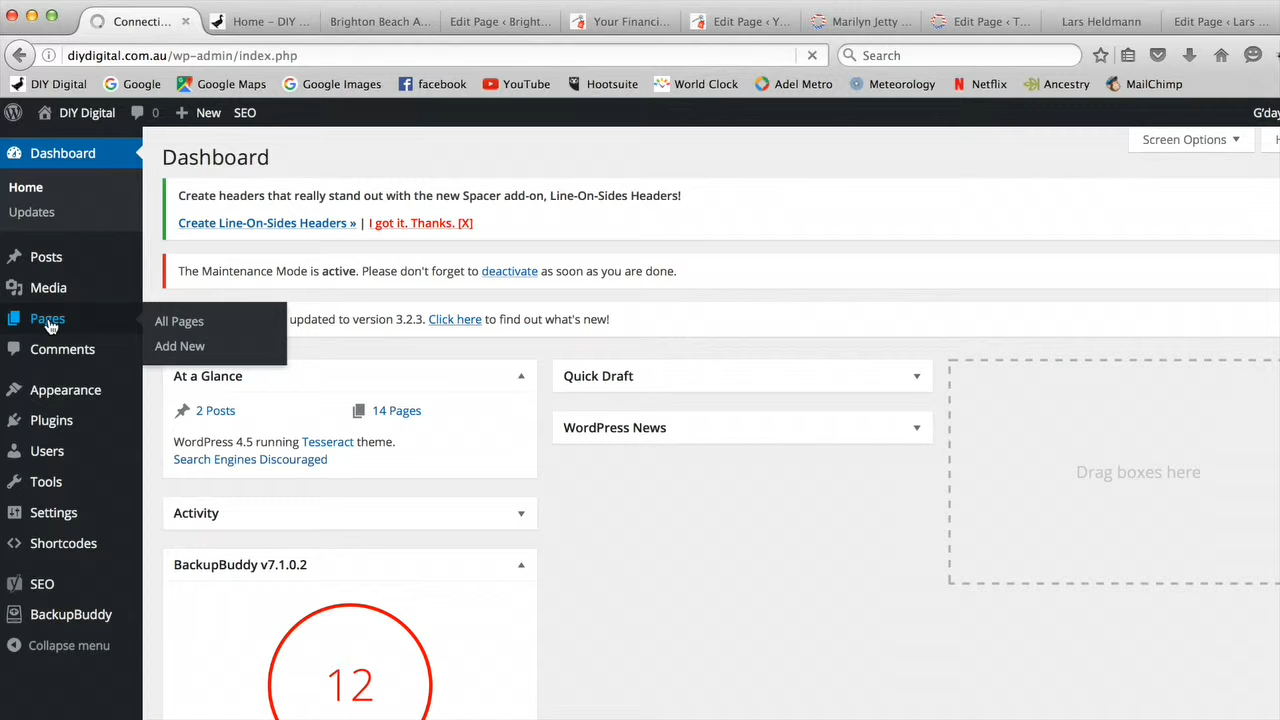 Connecti...
Home – DIY ...
Brighton Beach A...
Edit Page ‹ Bright...
Your Financi...
Edit Page ‹ Y...
Marilyn Jetty ...
Edit Page ‹ T...
Lars Heldmann
Edit Page ‹ Lars ...
diydigital.com.au/wp-admin/index.php
Search
DIY Digital
Google
Google Maps
Google Images
facebook
YouTube
Hootsuite
World Clock
Adel Metro
Meteorology
Netflix
Ancestry
MailChimp
DIY Digital
0
New
SEO
G'day
Dashboard
Home
Updates
Posts
Media
Pages
All Pages
Add New
Comments
Appearance
Plugins
Users
Tools
Settings
Shortcodes
SEO
BackupBuddy
Collapse menu
Screen Options
H
Dashboard
Create headers that really stand out with the new Spacer add-on, Line-On-Sides Headers!
Create Line-On-Sides Headers » | I got it. Thanks. [X]
The Maintenance Mode is active. Please don't forget to deactivate as soon as you are done.
updated to version 3.2.3. Click here to find out what's new!
At a Glance
2 Posts
14 Pages
WordPress 4.5 running Tesseract theme.
Search Engines Discouraged
Activity
BackupBuddy v7.1.0.2
12
Quick Draft
WordPress News
Drag boxes here